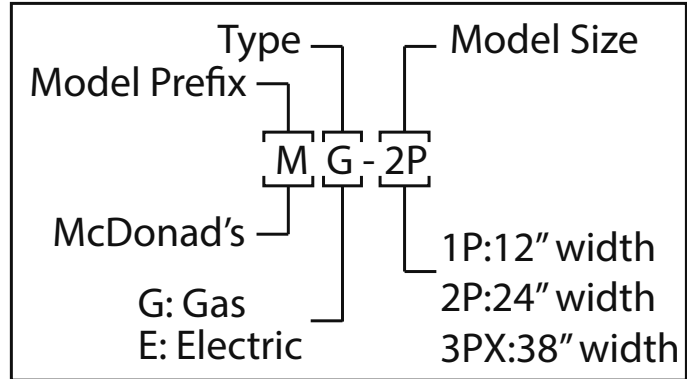 Type
Model Size
Model Prefix
M G - 2P
McDonad's
1P:12” width
G: Gas
2P:24” width
E: Electric
3PX:38” width